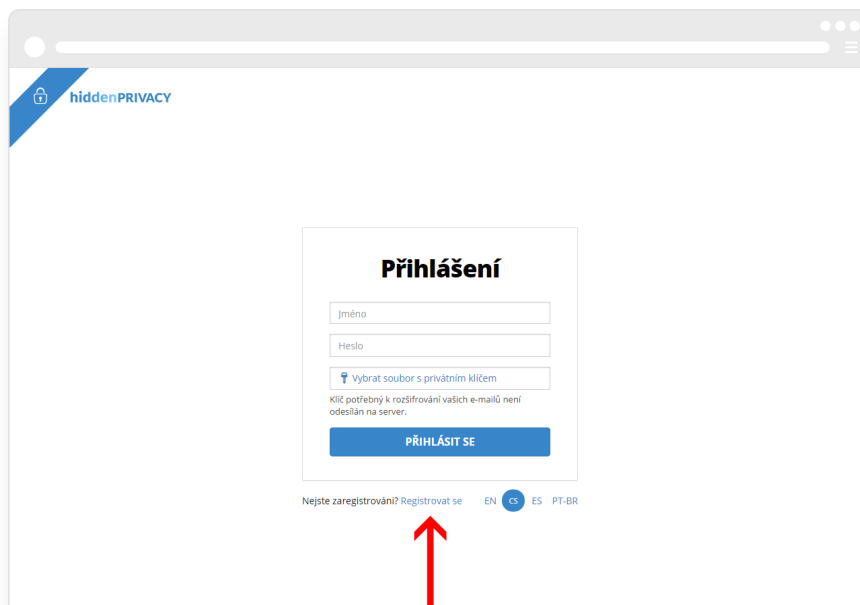 hiddenPRIVACY
Přihlášení
Jméno
Heslo
Vybrat soubor s privátním klíčem
Klíč potřebný k rozšifrování vašich e-mailů není
odesílán na server.
PŘIHLÁSIT SE
Nejste zaregistrováni? Registrovat se EN CS ES PT-BR